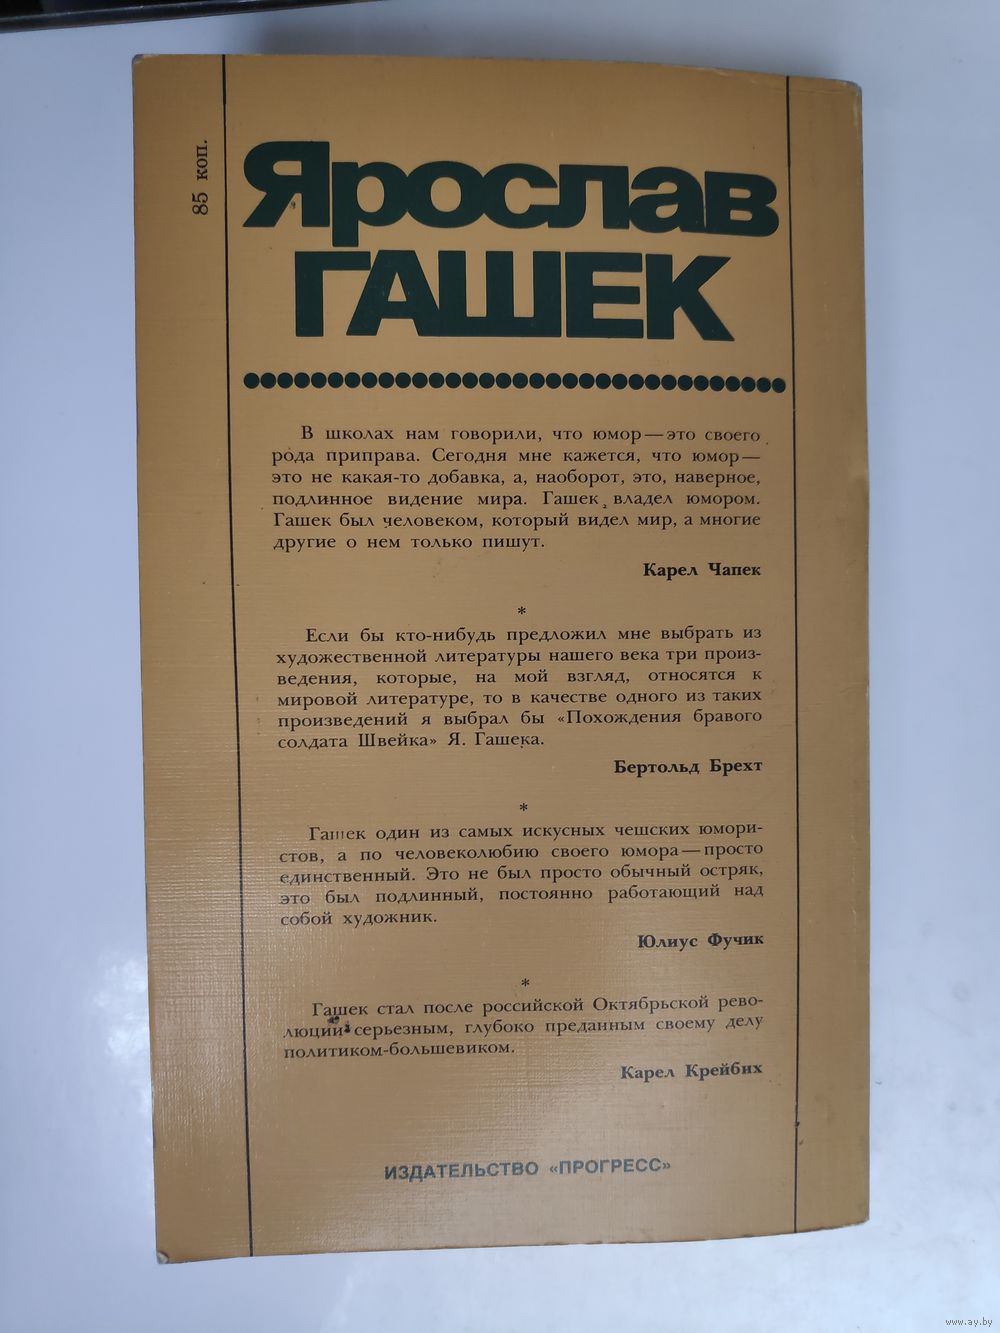 85 коп.
Ярослав
ГАШЕК
В школах нам говорили, что юмор—это своего
рода приправа. Сегодня мне кажется, что юмор—
это не какая-то добавка, а, наоборот, это, наверное,
подлинное видение мира. Гашек владел юмором.
Гашек был человеком, который видел мир, а многие
другие о нем только пишут.
Карел Чапек
*
Если бы кто-нибудь предложил мне выбрать из
художественной литературы нашего века три произ-
ведения, которые, на мой взгляд, относятся к
мировой литературе, то в качестве одного из таких
произведений я выбрал бы «Похождения бравого
солдата Швейка» Я. Гашека.
Бертольд Брехт
*
Гашек один из самых искусных чешских юмори-
стов, а по человеколюбию своего юмора—просто
единственный. Это не был просто обычный остряк,
это был подлинный, постоянно работающий над
собой художник.
Юлиус Фучик
*
Гашек стал после российской Октябрьской рево-
люции серьезным, глубоко преданным своему делу
политиком-большевиком.
Карел Крейбих
ИЗДАТЕЛЬСТВО «ПРОГРЕСС»
www.ay.by